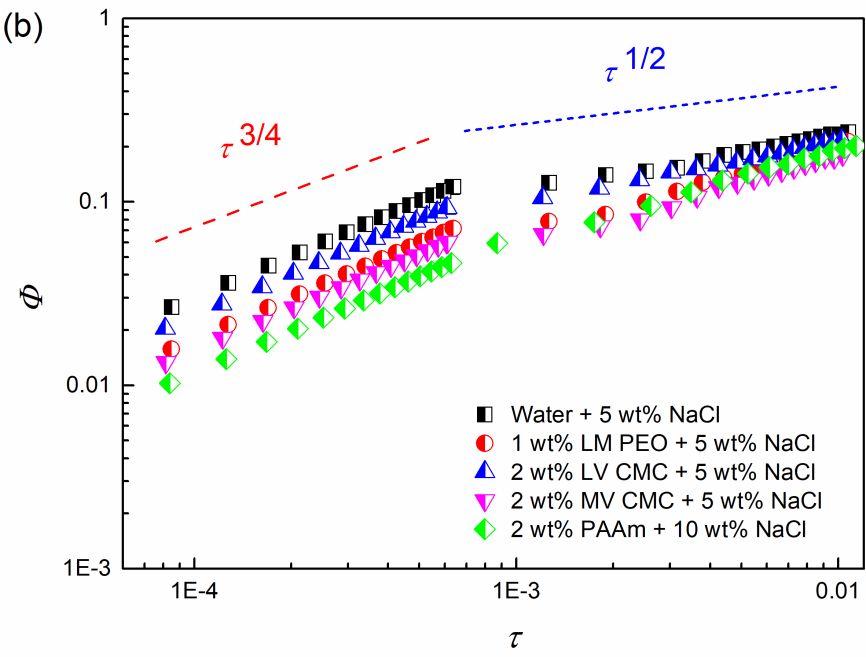 (b)
1
τ 1/2
τ 3/4
0.1
Φ
0.01
Water + 5 wt% NaCl
1 wt% LM PEO + 5 wt% NaCl
2 wt% LV CMC + 5 wt% NaCl
2 wt% MV CMC + 5 wt% NaCl
2 wt% PAAm + 10 wt% NaCl
1E-3
1E-4
1E-3
0.01
τ